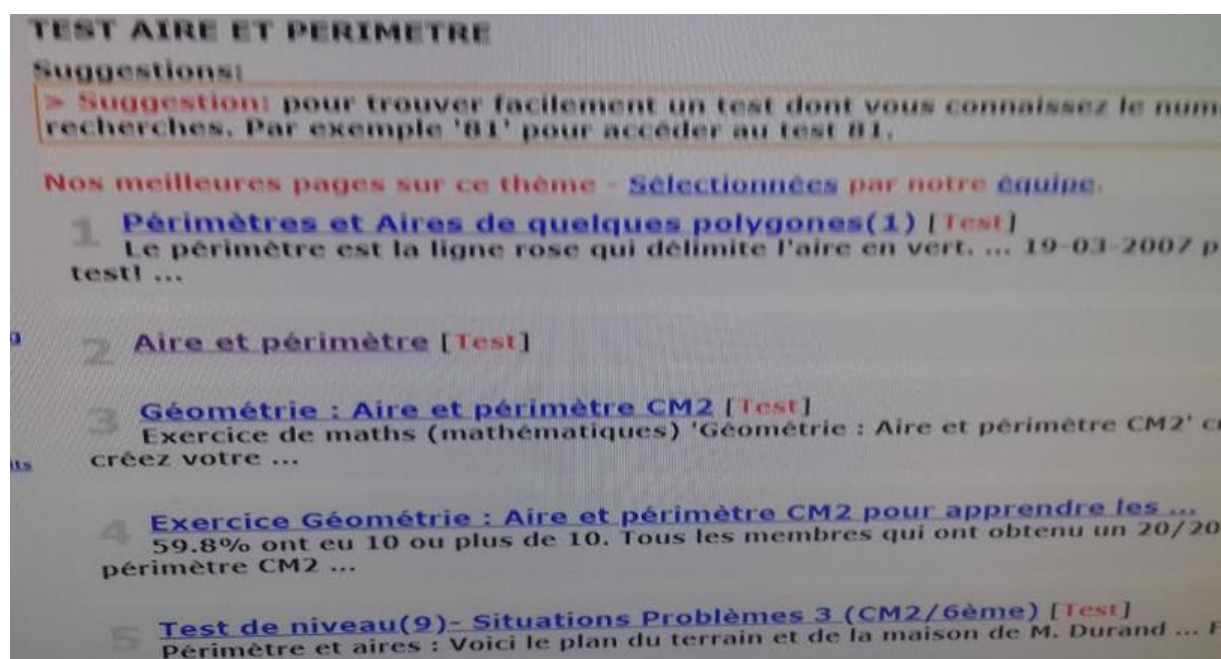 TEST AIRE ET PERIMETRE
Suggestions:
> Suggestion: pour trouver facilement un test dont vous connaissez le num
recherches. Par exemple '81' pour accéder au test 81.
Nos meilleures pages sur ce thème - Sélectionnées par notre équipe.
1 Périmètres et Aires de quelques polygones(1) [Test]
Le périmètre est la ligne rose qui délimite l'aire en vert. ... 19-03-2007 p
test! ...
2 Aire et périmètre [Test]
3 Géométrie : Aire et périmètre CM2 [Test]
Exercice de maths (mathématiques) 'Géométrie : Aire et périmètre CM2' c
its
créez votre ...
4 Exercice Géométrie : Aire et périmètre CM2 pour apprendre les ...
59.8% ont eu 10 ou plus de 10. Tous les membres qui ont obtenu un 20/20
périmètre CM2 ...
5 Test de niveau(9)- Situations Problèmes 3 (CM2/6ème) [Test]
Périmètre et aires : Voici le plan du terrain et de la maison de M. Durand ...